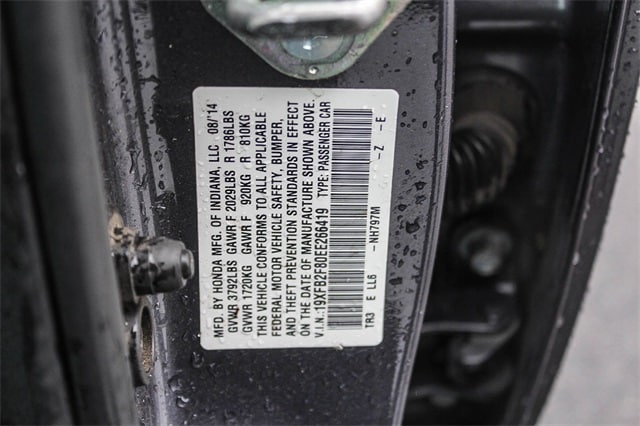 MFD. BY HONDA MFG. OF INDIANA, LLC 08/'14
GVWR 3792LBS GAWR F 2029LBS R 1786LBS
GVWR 1720KG GAWR F 920KG R 810KG
THIS VEHICLE CONFORMS TO ALL APPLICABLE
FEDERAL MOTOR VEHICLE SAFETY, BUMPER,
AND THEFT PREVENTION STANDARDS IN EFFECT
ON THE DATE OF MANUFACTURE SHOWN ABOVE.
V.I.N.: 19XFB2F80EE266419 TYPE: PASSENGER CAR
TR3 E LL6 -NH797M -Z -E